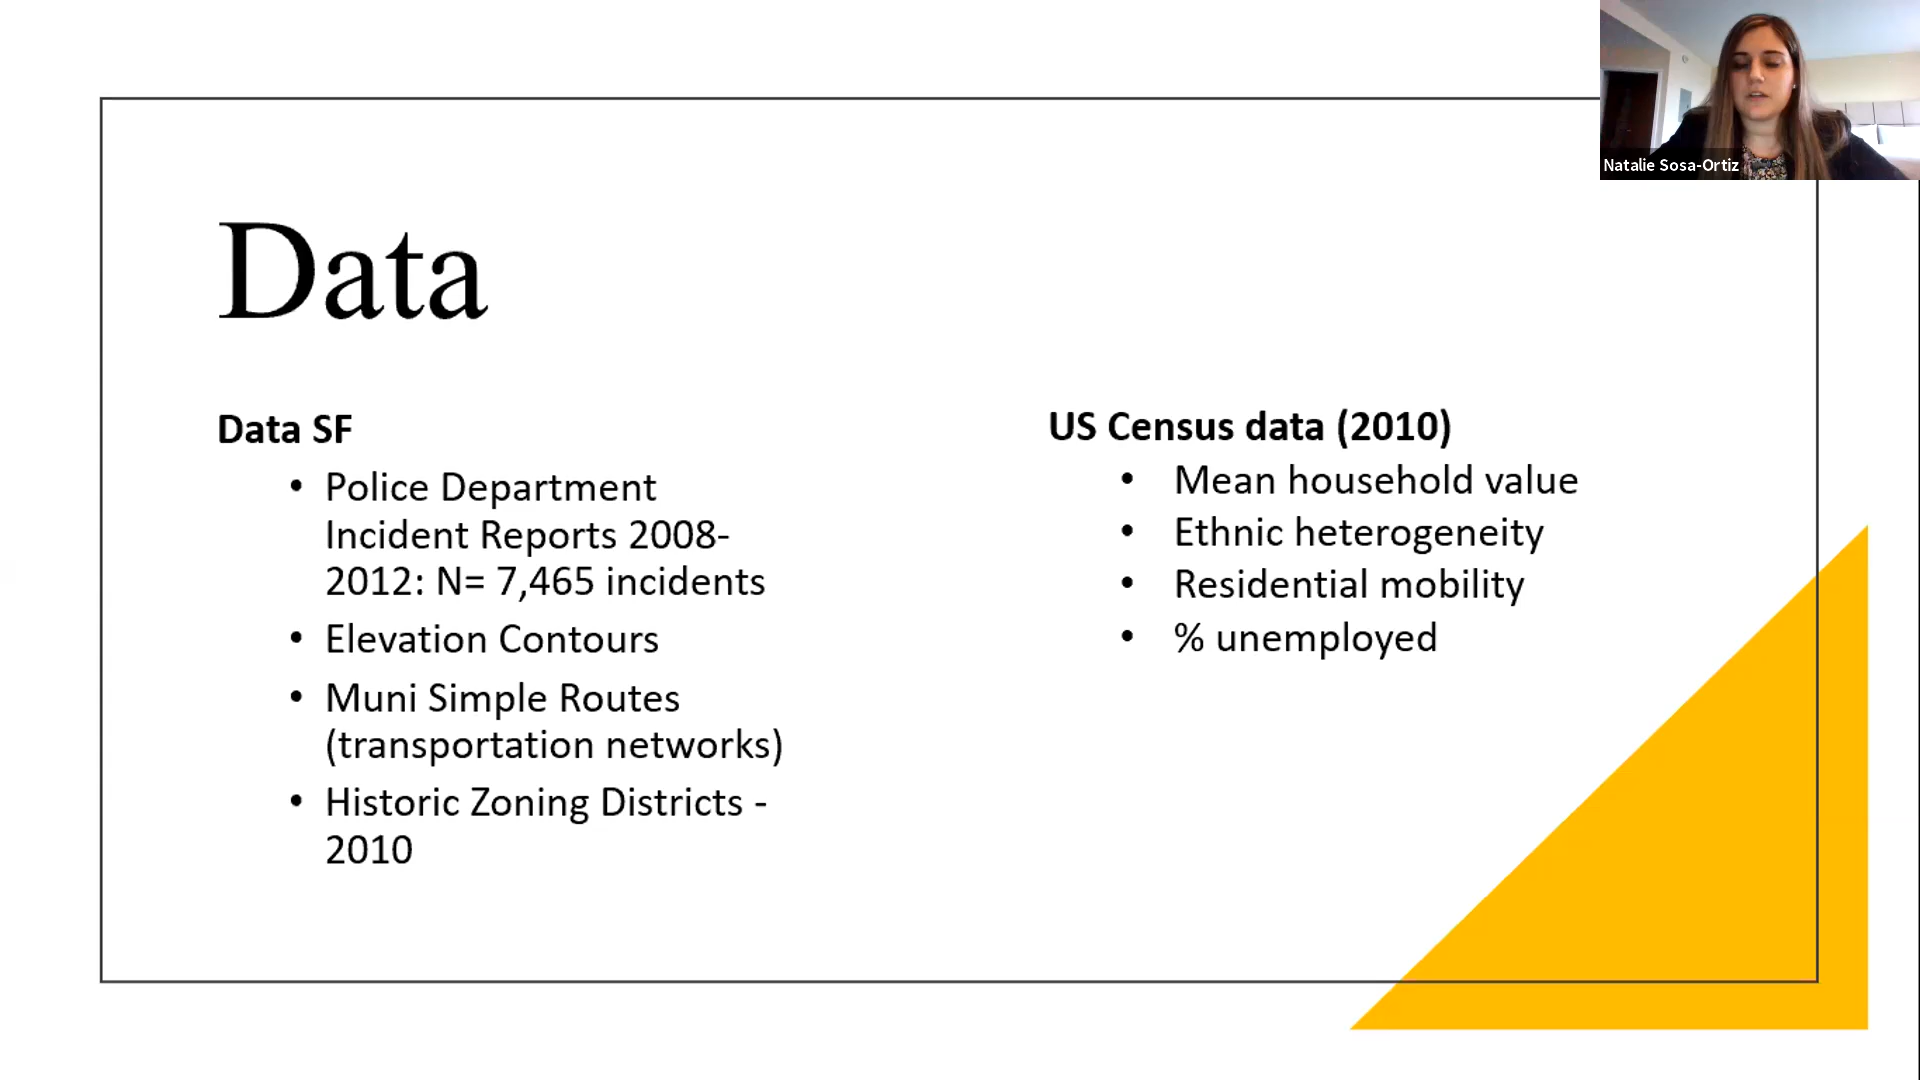 Natalie Sosa-Ortiz
Data
Data SF
• Police Department
Incident Reports 2008-
2012: N= 7,465 incidents
• Elevation Contours
• Muni Simple Routes
(transportation networks)
• Historic Zoning Districts -
2010
US Census data (2010)
• Mean household value
• Ethnic heterogeneity
• Residential mobility
• % unemployed